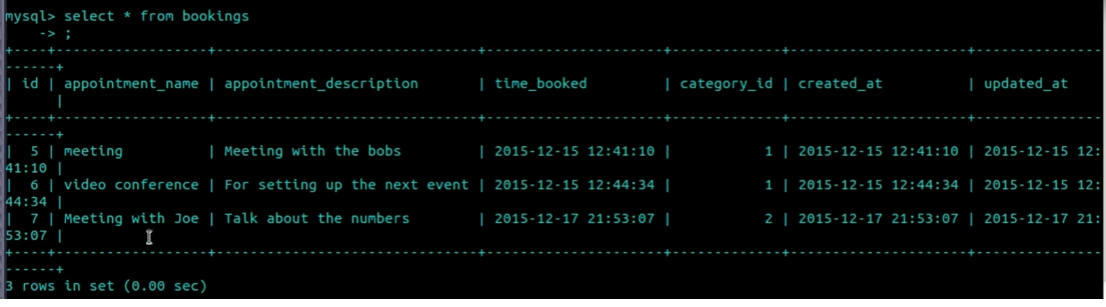 mysql> select * from bookings
    -> ;
+----+------------------+----------------------------+---------------------+-------------+---------------------+---------------
------+
| id | appointment_name | appointment_description    | time_booked         | category_id | created_at          | updated_at
      |
+----+------------------+----------------------------+---------------------+-------------+---------------------+---------------
------+
|  5 | meeting          | Meeting with the bobs      | 2015-12-15 12:41:10 |           1 | 2015-12-15 12:41:10 | 2015-12-15 12:
41:10 |
|  6 | video conference | For setting up the next event | 2015-12-15 12:44:34 |           1 | 2015-12-15 12:44:34 | 2015-12-15 12:
44:34 |
|  7 | Meeting with Joe | Talk about the numbers     | 2015-12-17 21:53:07 |           2 | 2015-12-17 21:53:07 | 2015-12-17 21:
53:07 |
+----+------------------+----------------------------+---------------------+-------------+---------------------+---------------
------+
3 rows in set (0.00 sec)